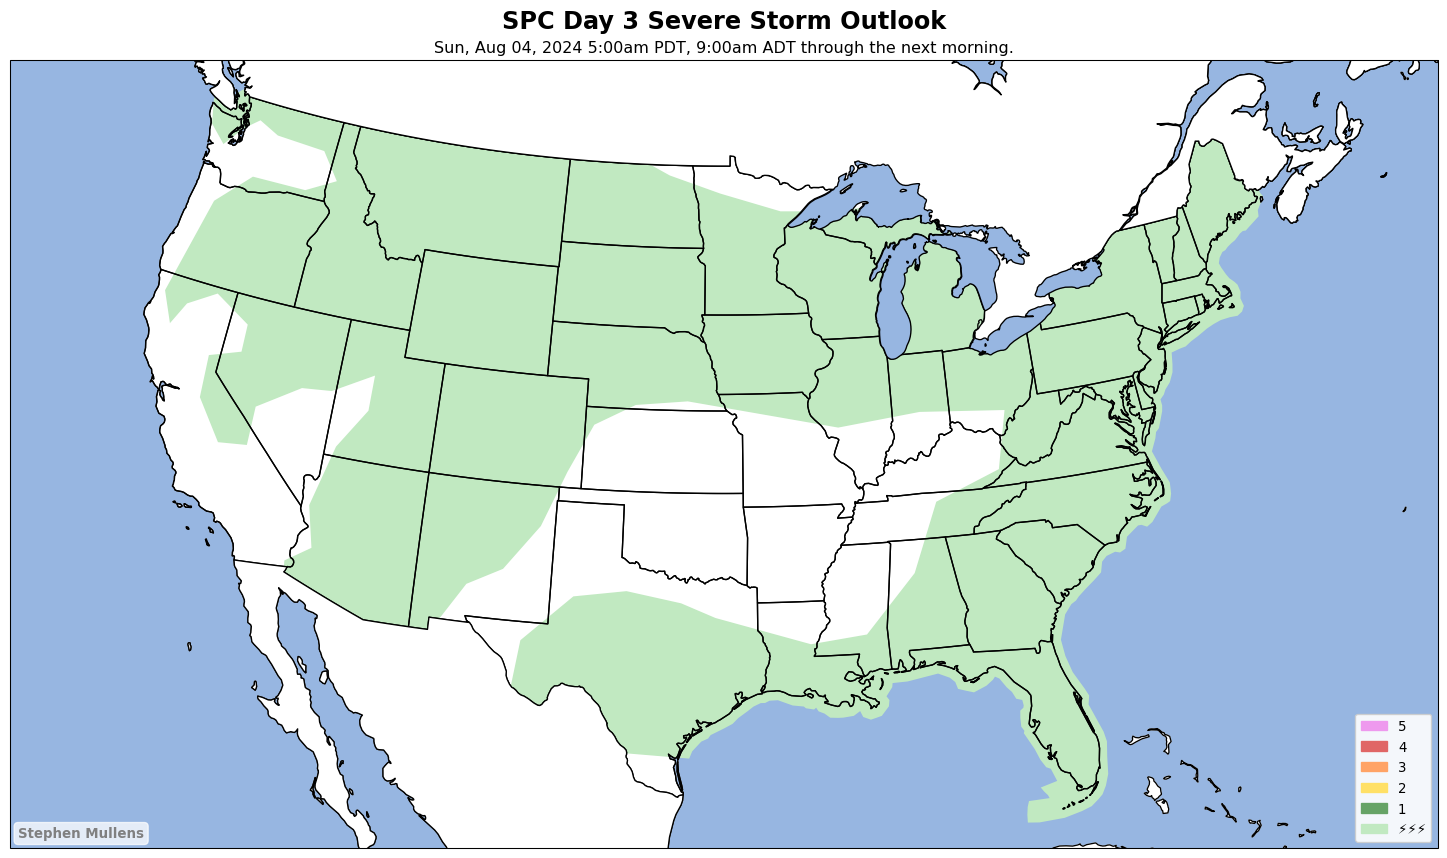 SPC Day 3 Severe Storm Outlook
Sun, Aug 04, 2024 5:00am PDT, 9:00am ADT through the next morning.
5
4
3
2
1
⚡⚡⚡
Stephen Mullens